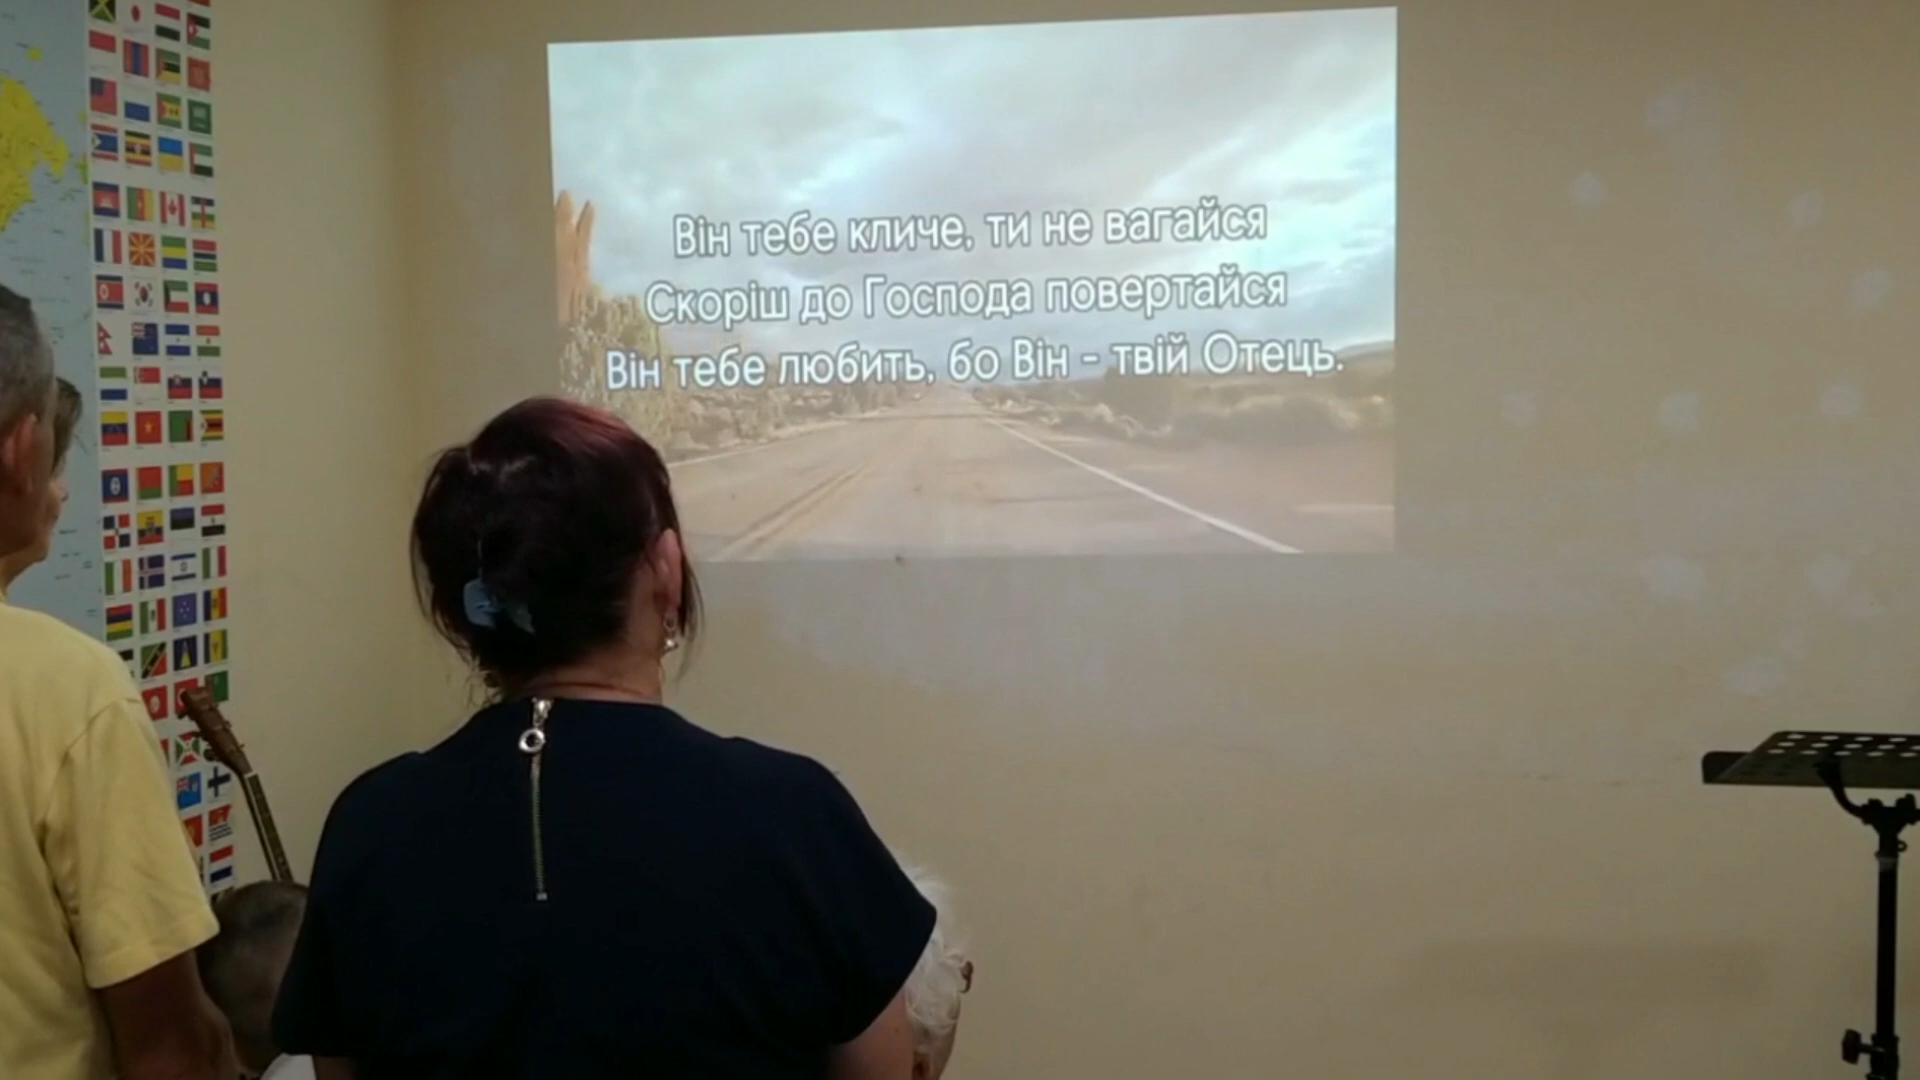 Він тебе кличе, ти не вагайся
Скоріш до Господа повертайся
Він тебе любить, бо Він - твій Отець.